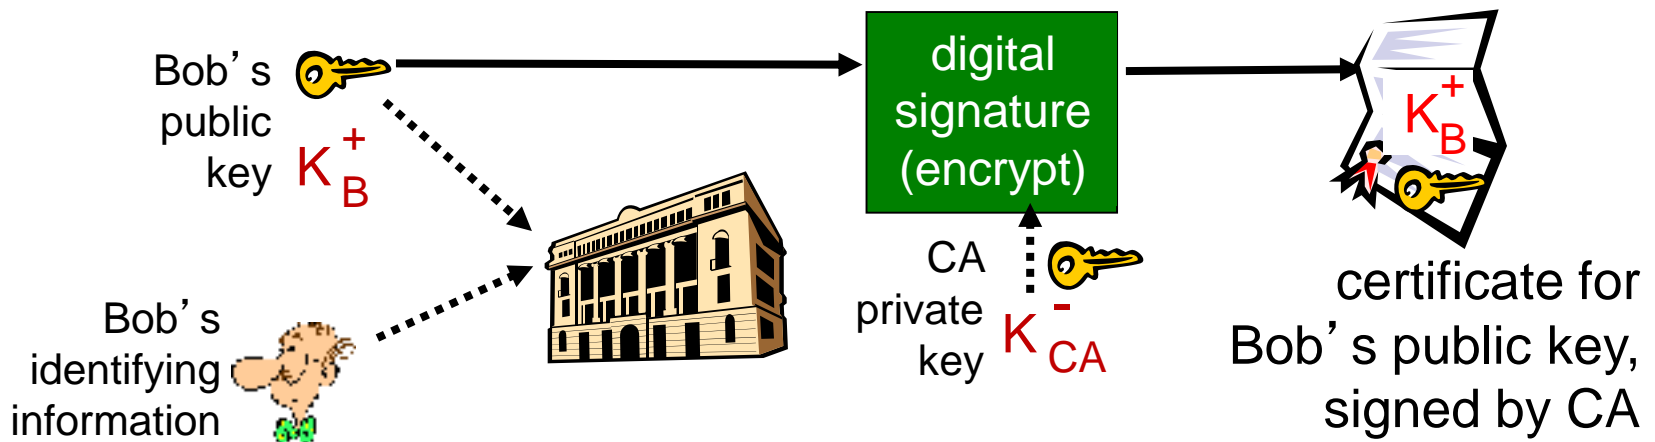 Bob’s
public
key
K
+
B
Bob’s
identifying
information
digital
signature
(encrypt)
CA
private
key
K
-
CA
K
+
B
certificate for
Bob’s public key,
signed by CA